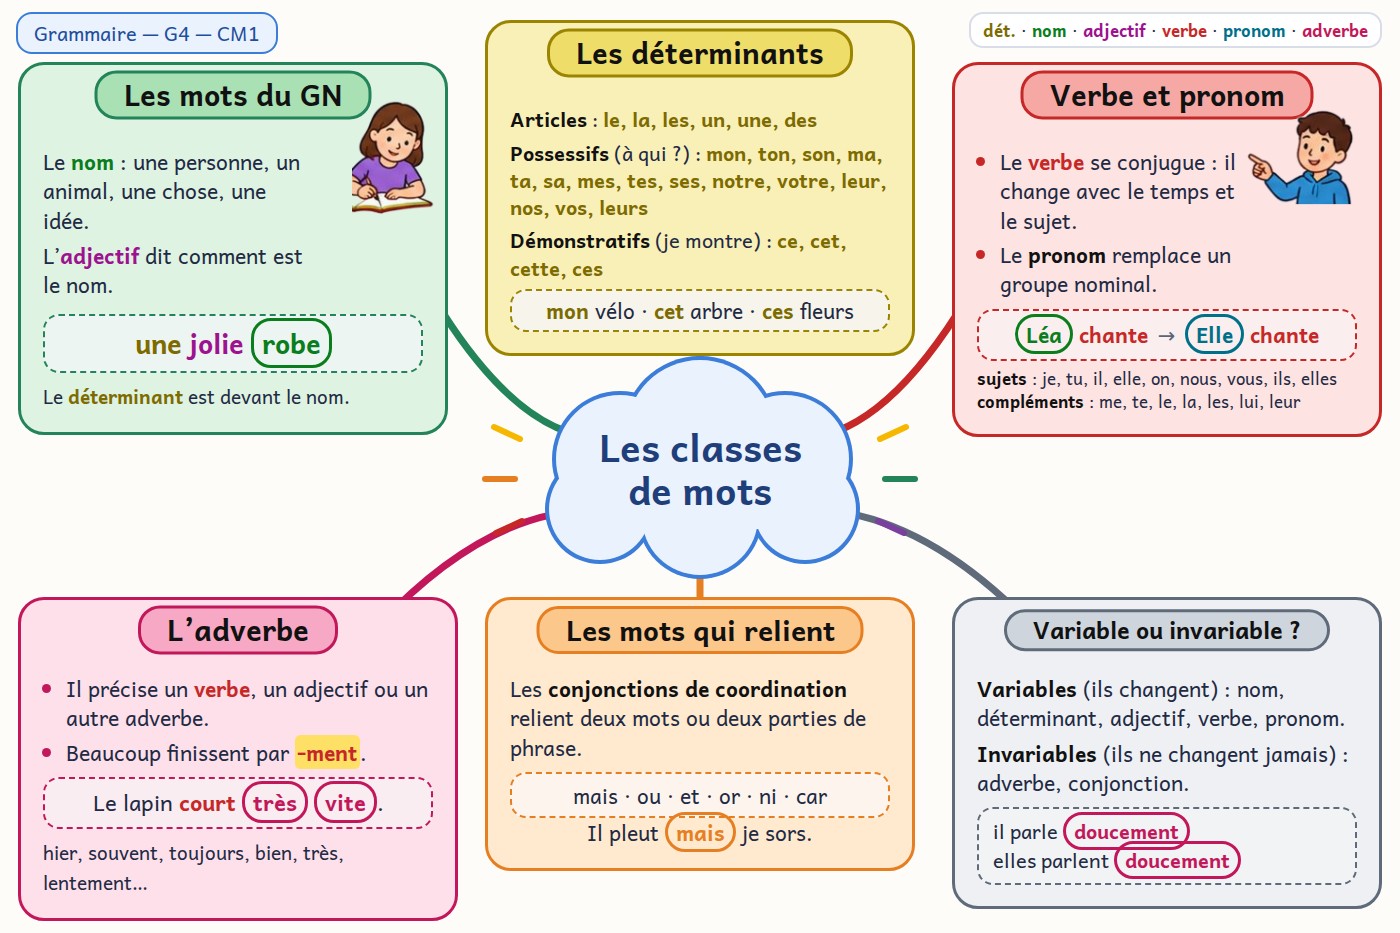 Grammaire — G4 — CM1
dét. · nom · adjectif · verbe · pronom · adverbe
Les mots du GN
Le nom : une personne, un
animal, une chose, une
idée.
L’adjectif dit comment est
le nom.
une jolie robe
Le déterminant est devant le nom.
Les déterminants
Articles : le, la, les, un, une, des
Possessifs (à qui ?) : mon, ton, son, ma,
ta, sa, mes, tes, ses, notre, votre, leur,
nos, vos, leurs
Démonstratifs (je montre) : ce, cet,
cette, ces
mon vélo · cet arbre · ces fleurs
Verbe et pronom
• Le verbe se conjugue : il
change avec le temps et
le sujet.
• Le pronom remplace un
groupe nominal.
Léa chante → Elle chante
sujets : je, tu, il, elle, on, nous, vous, ils, elles
compléments : me, te, le, la, les, lui, leur
Les classes
de mots
L’adverbe
• Il précise un verbe, un adjectif ou un
autre adverbe.
• Beaucoup finissent par -ment.
Le lapin court très vite.
hier, souvent, toujours, bien, très,
lentement…
Les mots qui relient
Les conjonctions de coordination
relient deux mots ou deux parties de
phrase.
mais · ou · et · or · ni · car
Il pleut mais je sors.
Variable ou invariable ?
Variables (ils changent) : nom,
déterminant, adjectif, verbe, pronom.
Invariables (ils ne changent jamais) :
adverbe, conjonction.
il parle doucement
elles parlent doucement